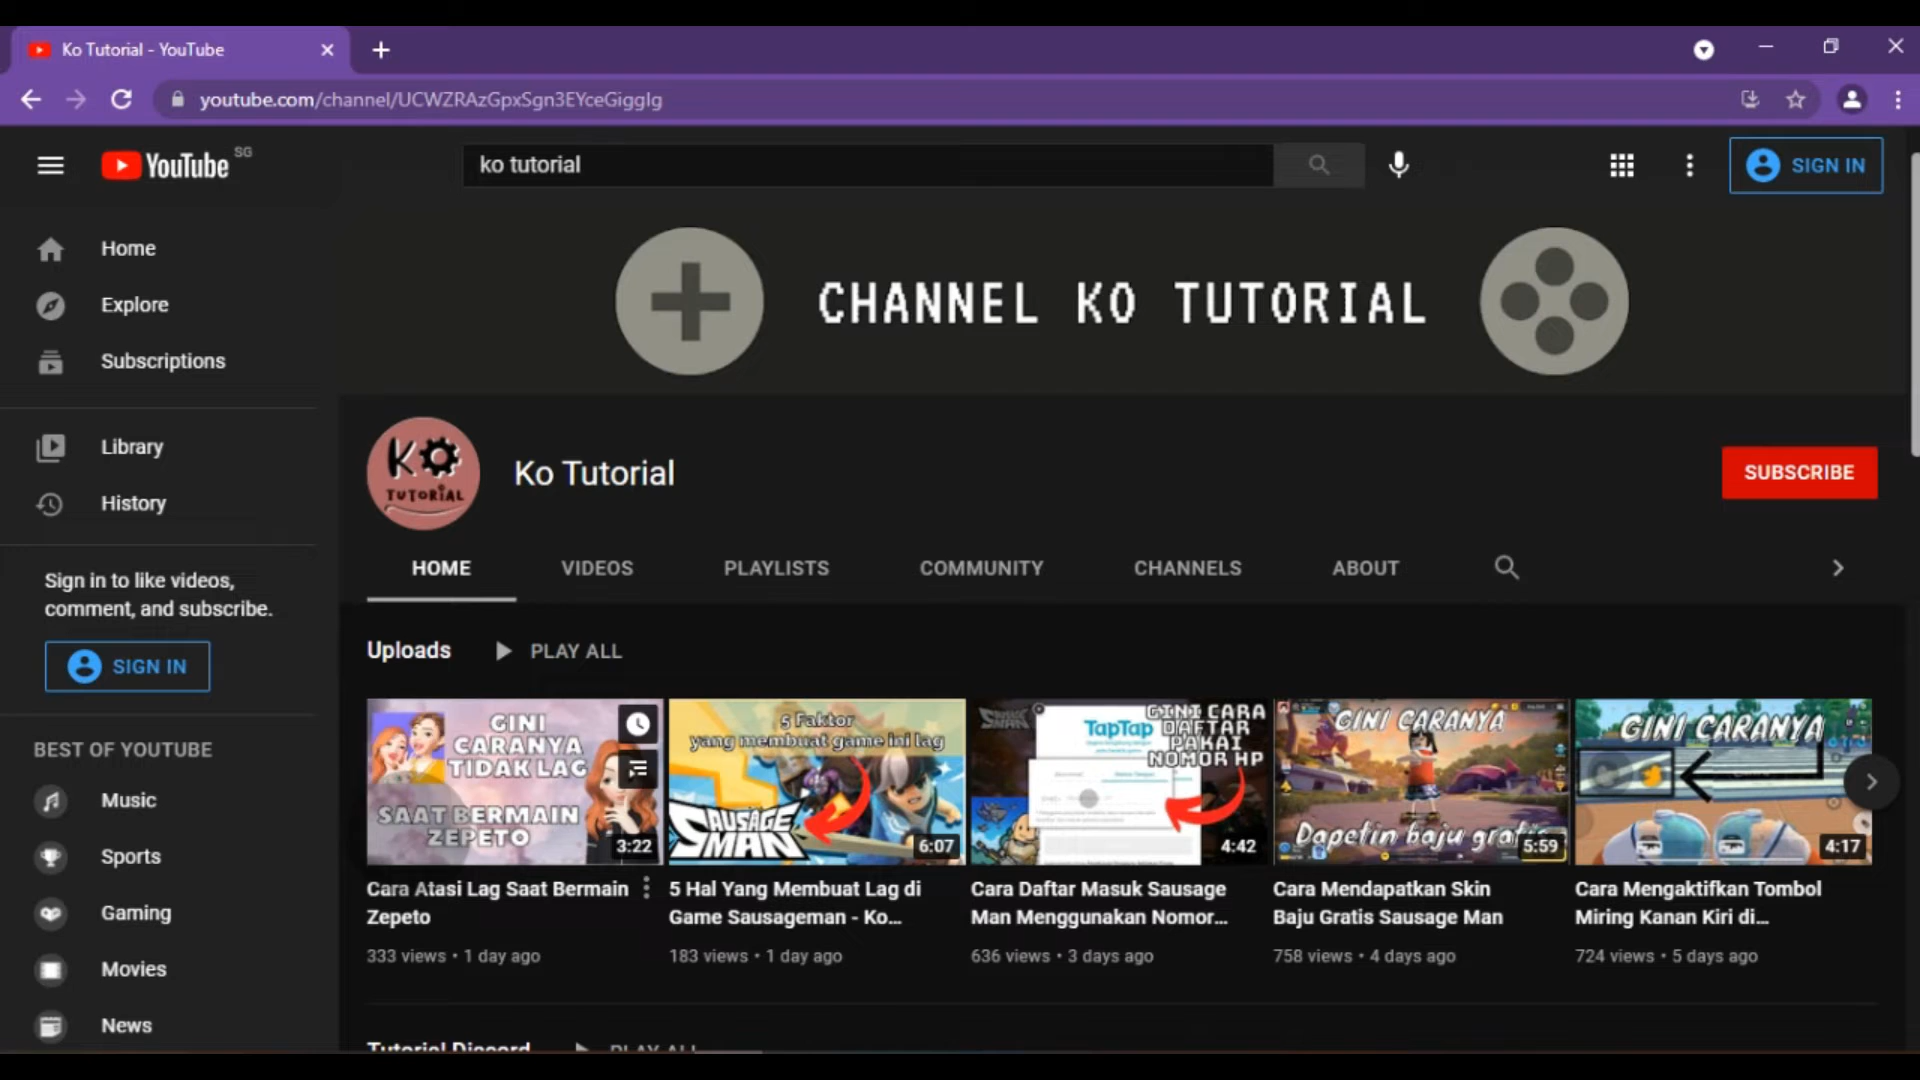 Ko Tutorial - YouTube
youtube.com/channel/UCWZRAzGpxSgn3EYceGigglg
YouTube SG
ko tutorial
SIGN IN
Home
Explore
Subscriptions
Library
History
Sign in to like videos,
comment, and subscribe.
SIGN IN
BEST OF YOUTUBE
Music
Sports
Gaming
Movies
News
CHANNEL KO TUTORIAL
KO
TUTORIAL
Ko Tutorial
SUBSCRIBE
HOME
VIDEOS
PLAYLISTS
COMMUNITY
CHANNELS
ABOUT
Uploads
PLAY ALL
GINI
CARANYA
TIDAK LAG
SAAT BERMAIN
ZEPETO
3:22
Cara Atasi Lag Saat Bermain
Zepeto
333 views • 1 day ago
5 Faktor
yang membuat game ini lag
SAUSAGE
MAN
6:07
5 Hal Yang Membuat Lag di
Game Sausageman - Ko...
183 views • 1 day ago
TapTap
GINI CARA
DAFTAR
PAKAI
NOMOR HP
4:42
Cara Daftar Masuk Sausage
Man Menggunakan Nomor...
636 views • 3 days ago
GINI CARANYA
Dapetin baju gratis
5:59
Cara Mendapatkan Skin
Baju Gratis Sausage Man
758 views • 4 days ago
GINI CARANYA
4:17
Cara Mengaktifkan Tombol
Miring Kanan Kiri di...
724 views • 5 days ago
Tutorial Discord
PLAY ALL